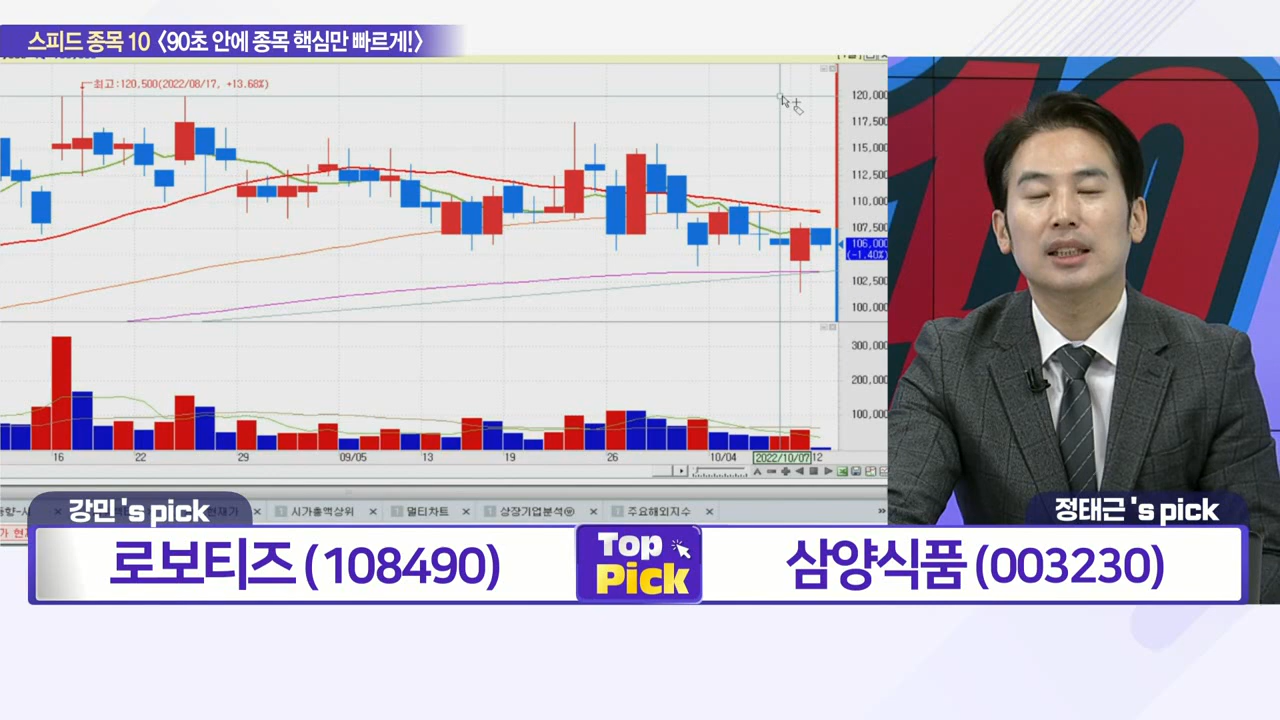 스피드 종목 10 〈90초 안에 종목 핵심만 빠르게!〉
최고:120,500(2022/08/17, +13.68%)
120,000
117,500
115,000
112,500
110,000
107,500
106,000
(-1.40%)
102,500
100,000
300,000
200,000
100,000
16 22 29 09/05 13 19 26 10/04 2022/10/07 12
시가총액상위 멀티차트 상장기업분석 주요해외지수
강민 's pick
로보티즈 (108490)
Top Pick
정태근 's pick
삼양식품 (003230)